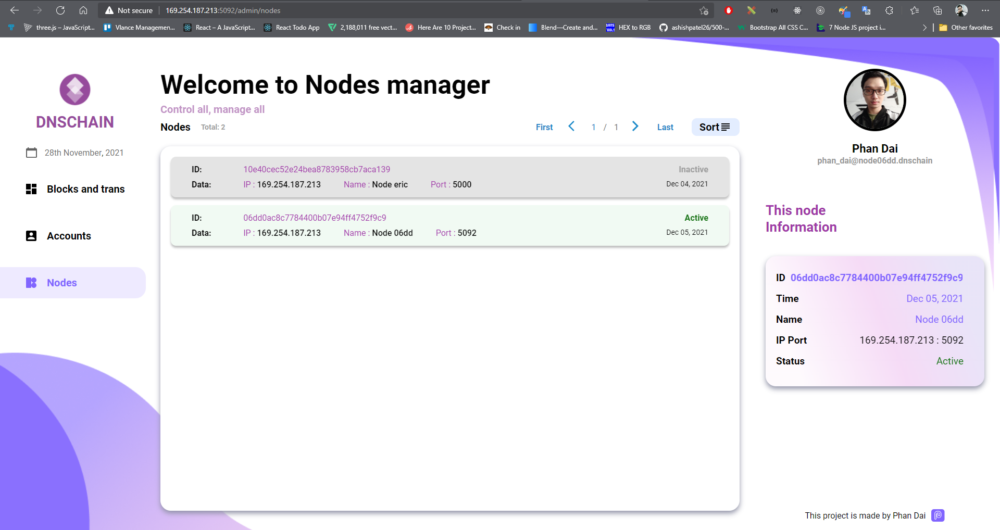 Not secure 169.254.187.213:5092/admin/nodes
three.js – JavaScript... Vlance Managemen... React – A JavaScript... React Todo App 2,188,011 free vect... Here Are 10 Project... Check in Blend—Create and... HEX to RGB ashishpatel26/500-... Bootstrap All CSS C... 7 Node JS project i... Other favorites
DNSCHAIN
28th November, 2021
Blocks and trans
Accounts
Nodes
Welcome to Nodes manager
Control all, manage all
Nodes Total: 2 First 1 / 1 Last Sort
ID: 10e40cec52e24bea8783958cb7aca139 Inactive
Data: IP : 169.254.187.213 Name : Node eric Port : 5000 Dec 04, 2021
ID: 06dd0ac8c7784400b07e94ff4752f9c9 Active
Data: IP : 169.254.187.213 Name : Node 06dd Port : 5092 Dec 05, 2021
Phan Dai
phan_dai@node06dd.dnschain
This node
Information
ID 06dd0ac8c7784400b07e94ff4752f9c9
Time Dec 05, 2021
Name Node 06dd
IP Port 169.254.187.213 : 5092
Status Active
This project is made by Phan Dai